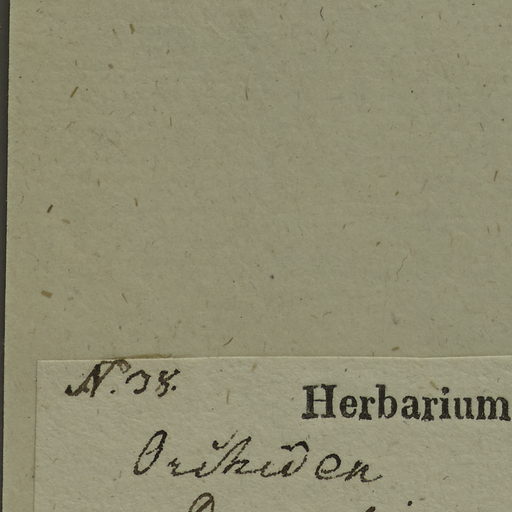 N. 38.
Herbarium
Orchideen